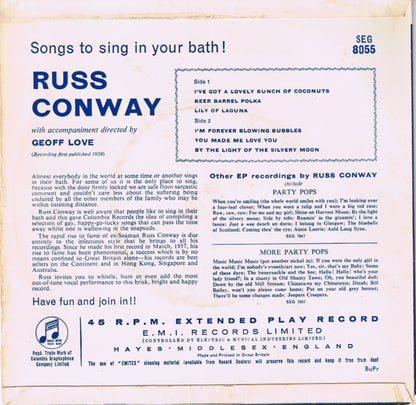 Songs to sing in your bath!
SEG
8055
RUSS
CONWAY
with accompaniment directed by
GEOFF LOVE
(Recording first published 1959)
Side 1
I'VE GOT A LOVELY BUNCH OF COCONUTS
BEER BARREL POLKA
LILY OF LAGUNA
Side 2
I'M FOREVER BLOWING BUBBLES
YOU MADE ME LOVE YOU
BY THE LIGHT OF THE SILVERY MOON
Almost everybody in the world at some time or another sings
in their bath. For some of us it is the only place to sing,
because with the door firmly locked we are safe from sarcastic
comment and couldn't care less about the suffering being
endured by all the other members of the family who may be
within listening distance.
Russ Conway is well aware that people like to sing in their
bath and this gave Columbia Records the idea of compiling a
selection of gay, happy-go-lucky songs that can pass the time
away whilst one is wallowing in the soapsuds.
The rapid rise to fame of ex-Seaman Russ Conway is due
entirely to the infectious style that he brings to all his
recordings. Since he made his first record in March, 1957, his
rise to fame has been phenomenal, a success which is by no
means confined to Great Britain alone—his records are best
sellers on the Continent and in Hong Kong, Singapore and
Australia.
Russ invites you to whistle, hum or even add the most
out-of-tune vocal performance to this brisk, bright and happy
record.
Have fun and join in!!
Other EP recordings by RUSS CONWAY
include
PARTY POPS
When you're smiling (the whole world smiles with you); I'm looking over
a four-leaf clover; When you wore a tulip and I wore a big red rose;
Row, row, row; For me and my girl; Shine on Harvest Moon; By the light
of the silvery moon; Side by side; Roamin' in the gloamin'; I love a
lassie; Just a wee deoch an doris; I belong to Glasgow; The bluebells
of Scotland; Coming thro' the rye; Annie Laurie; Auld Lang Syne.
MORE PARTY POPS
Music Music Music (put another nickel in); If you were the only girl in
the world; I'm nobody's sweetheart now; Yes, sir, that's my Baby; Some
of these days; The honeysuckle and the bee; Hello! Hello! who's your
lady friend; In a shanty in Old Shanty Town; Oh, you beautiful doll;
Down by the old Mill Stream; Chinatown my Chinatown; Dinah; Bill
Bailey, won't you please come home; Put on your old grey bonnet;
There'll be some changes made; Jeepers Creepers.
Regd. Trade Mark of
Columbia Graphophone
Company Limited
45 R.P.M. EXTENDED PLAY RECORD
E.M.I. RECORDS LIMITED
(CONTROLLED BY ELECTRIC & MUSICAL INDUSTRIES LIMITED)
HAYES · MIDDLESEX · ENGLAND
Made and Printed in Great Britain
The use of "EMITEX" cleaning material (available from Record Dealers) will preserve this record and keep it free from dust
BuPr